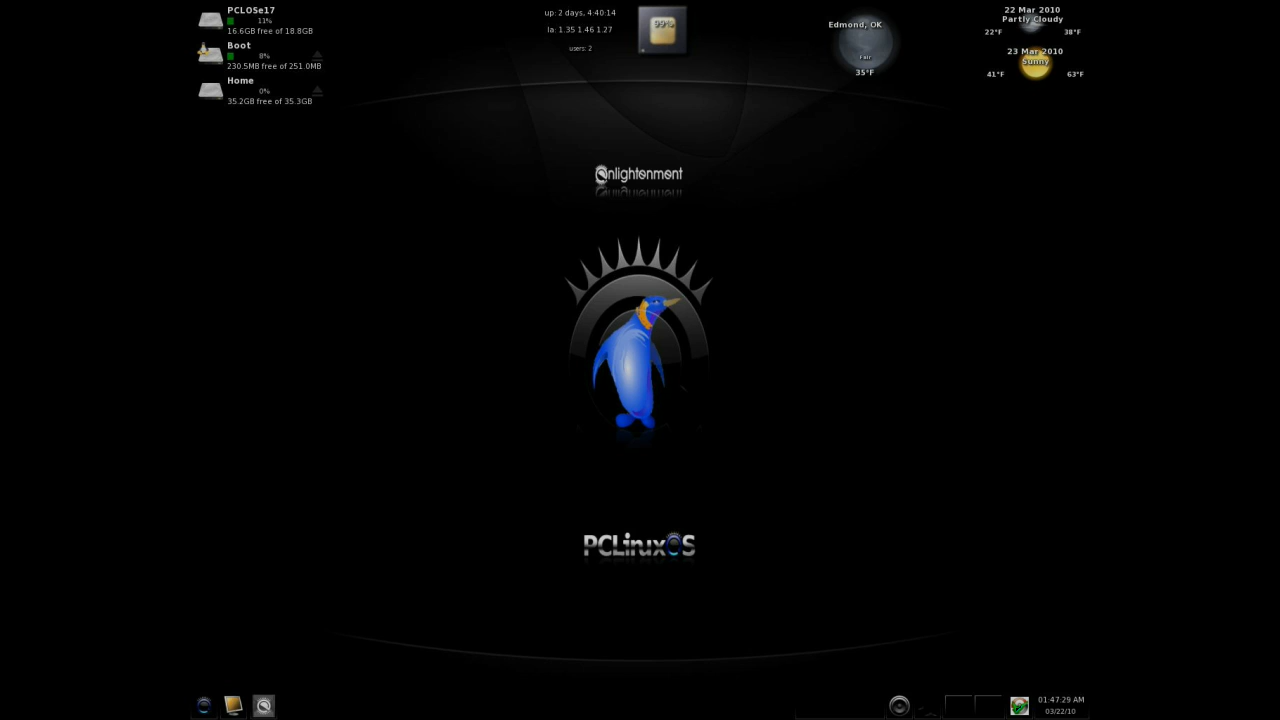 PCLOSe17
11%
16.6GB free of 18.8GB
Boot
8%
230.5MB free of 251.0MB
Home
0%
35.2GB free of 35.3GB
up: 2 days, 4:40:14
la: 1.35 1.46 1.27
users: 2
99%
Edmond, OK
Fair
35°F
22 Mar 2010
Partly Cloudy
22°F 38°F
23 Mar 2010
Sunny
41°F 63°F
enlightenment
PCLinuxOS
01:47:29 AM
03/22/10